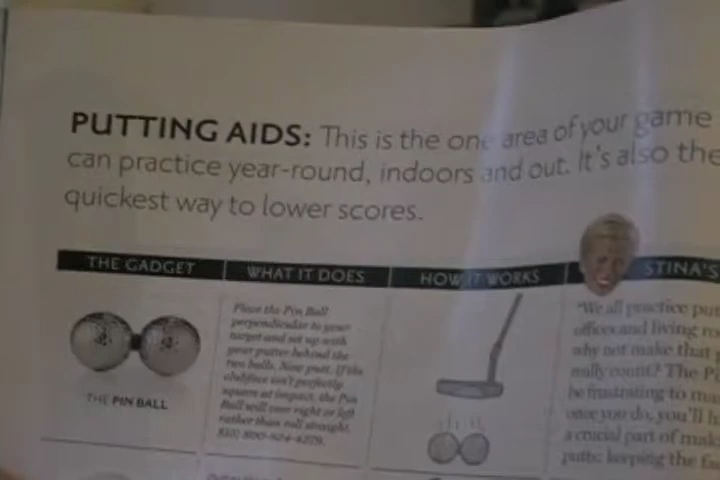 PUTTING AIDS: This is the one area of your game
can practice year-round, indoors and out. It's also the
quickest way to lower scores.
THE GADGET
WHAT IT DOES
HOW IT WORKS
STINA'S
THE PIN BALL
Place the Pin Ball
perpendicular to your
target and set up with
your putter behind the
two balls. Now putt. If the
clubface isn't perfectly
square at impact, the Pin
Ball will veer right or left
rather than roll straight.
"We all practice put
offices and living ro
why not make that
really count? The Pi
be frustrating to ma
once you do, you'll h
a crucial part of mak
putts: keeping the fa